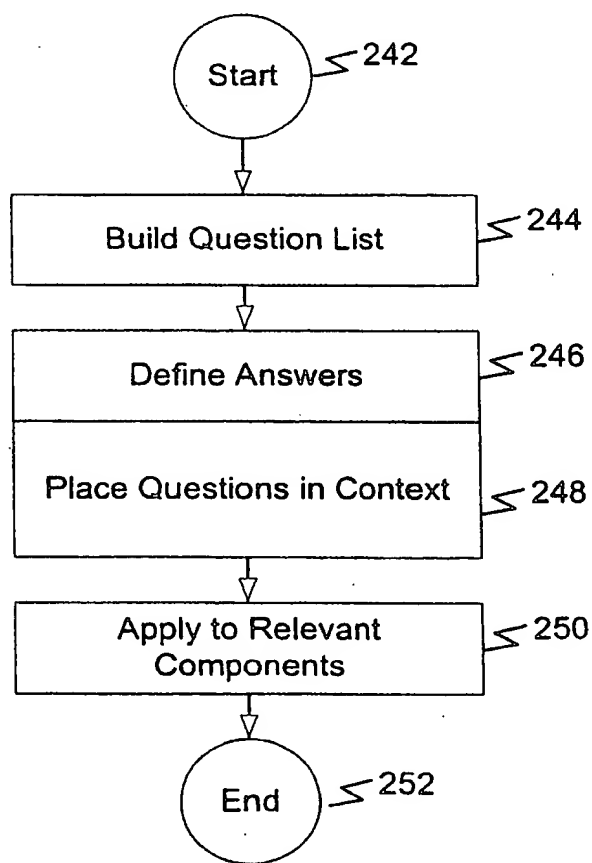 Start
242
Build Question List
244
Define Answers
246
Place Questions in Context
248
Apply to Relevant
Components
250
End
252